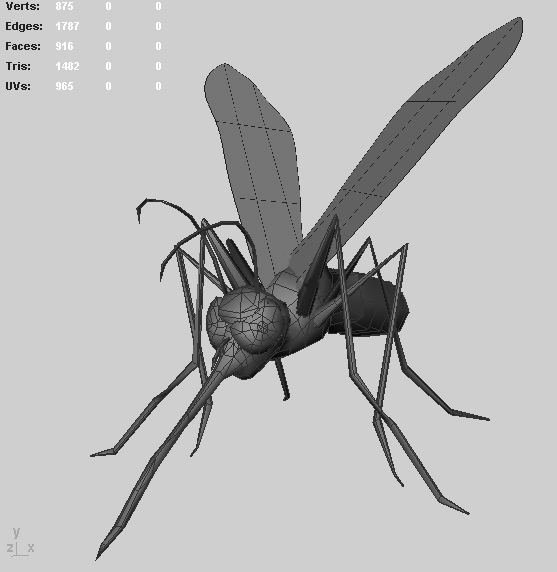 Verts: 875 0 0
Edges: 1787 0 0
Faces: 916 0 0
Tris: 1482 0 0
UVs: 965 0 0
y
z x